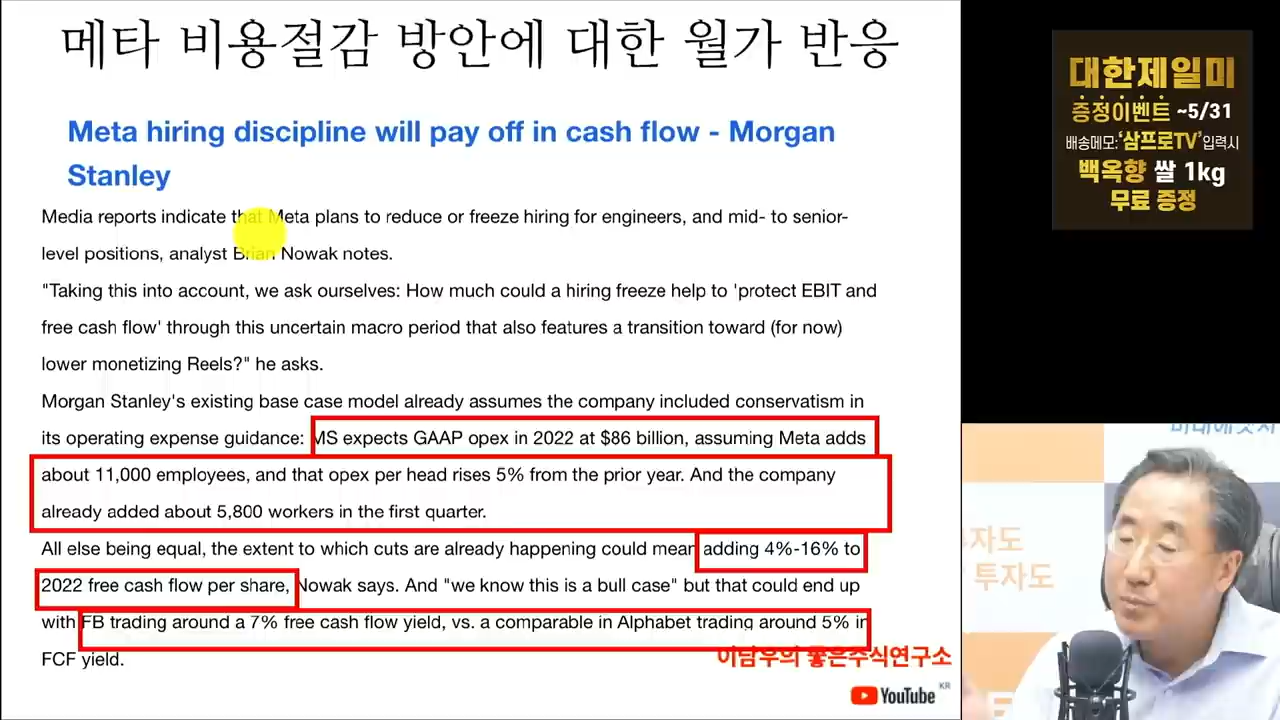 메타 비용절감 방안에 대한 월가 반응
Meta hiring discipline will pay off in cash flow - Morgan
Stanley
Media reports indicate that Meta plans to reduce or freeze hiring for engineers, and mid- to senior-
level positions, analyst Brian Nowak notes.
"Taking this into account, we ask ourselves: How much could a hiring freeze help to 'protect EBIT and
free cash flow' through this uncertain macro period that also features a transition toward (for now)
lower monetizing Reels?" he asks.
Morgan Stanley's existing base case model already assumes the company included conservatism in
its operating expense guidance: MS expects GAAP opex in 2022 at $86 billion, assuming Meta adds
about 11,000 employees, and that opex per head rises 5% from the prior year. And the company
already added about 5,800 workers in the first quarter.
All else being equal, the extent to which cuts are already happening could mean adding 4%-16% to
2022 free cash flow per share, Nowak says. And "we know this is a bull case" but that could end up
with FB trading around a 7% free cash flow yield, vs. a comparable in Alphabet trading around 5% in
FCF yield.
이남우의 좋은주식연구소
YouTube KR
대한제일미
증정이벤트 ~5/31
배송메모:'삼프로TV'입력시
백옥향 쌀 1kg
무료 증정
투자도